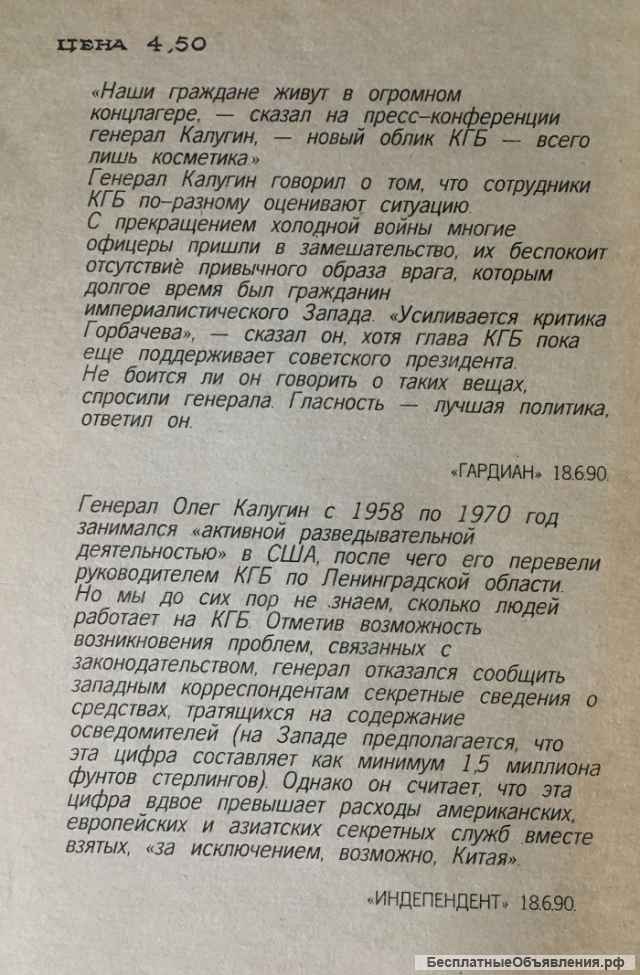 ЦЕНА 4,50
«Наши граждане живут в огромном
концлагере, — сказал на пресс-конференции
генерал Калугин, — новый облик КГБ — всего
лишь косметика.»
Генерал Калугин говорил о том, что сотрудники
КГБ по-разному оценивают ситуацию.
С прекращением холодной войны многие
офицеры пришли в замешательство, их беспокоит
отсутствие привычного образа врага, которым
долгое время был гражданин
империалистического Запада. «Усиливается критика
Горбачева», — сказал он, хотя глава КГБ пока
еще поддерживает советского президента.
Не боится ли он говорить о таких вещах,
спросили генерала. Гласность — лучшая политика,
ответил он.
«ГАРДИАН» 18.6.90.
Генерал Олег Калугин с 1958 по 1970 год
занимался «активной разведывательной
деятельностью» в США, после чего его перевели
руководителем КГБ по Ленинградской области.
Но мы до сих пор не знаем, сколько людей
работает на КГБ. Отметив возможность
возникновения проблем, связанных с
законодательством, генерал отказался сообщить
западным корреспондентам секретные сведения о
средствах, тратящихся на содержание
осведомителей (на Западе предполагается, что
эта цифра составляет как минимум 1,5 миллиона
фунтов стерлингов). Однако он считает, что эта
цифра вдвое превышает расходы американских,
европейских и азиатских секретных служб вместе
взятых, «за исключением, возможно, Китая».
«ИНДЕПЕНДЕНТ» 18.6.90.
БесплатныеОбъявления.рф